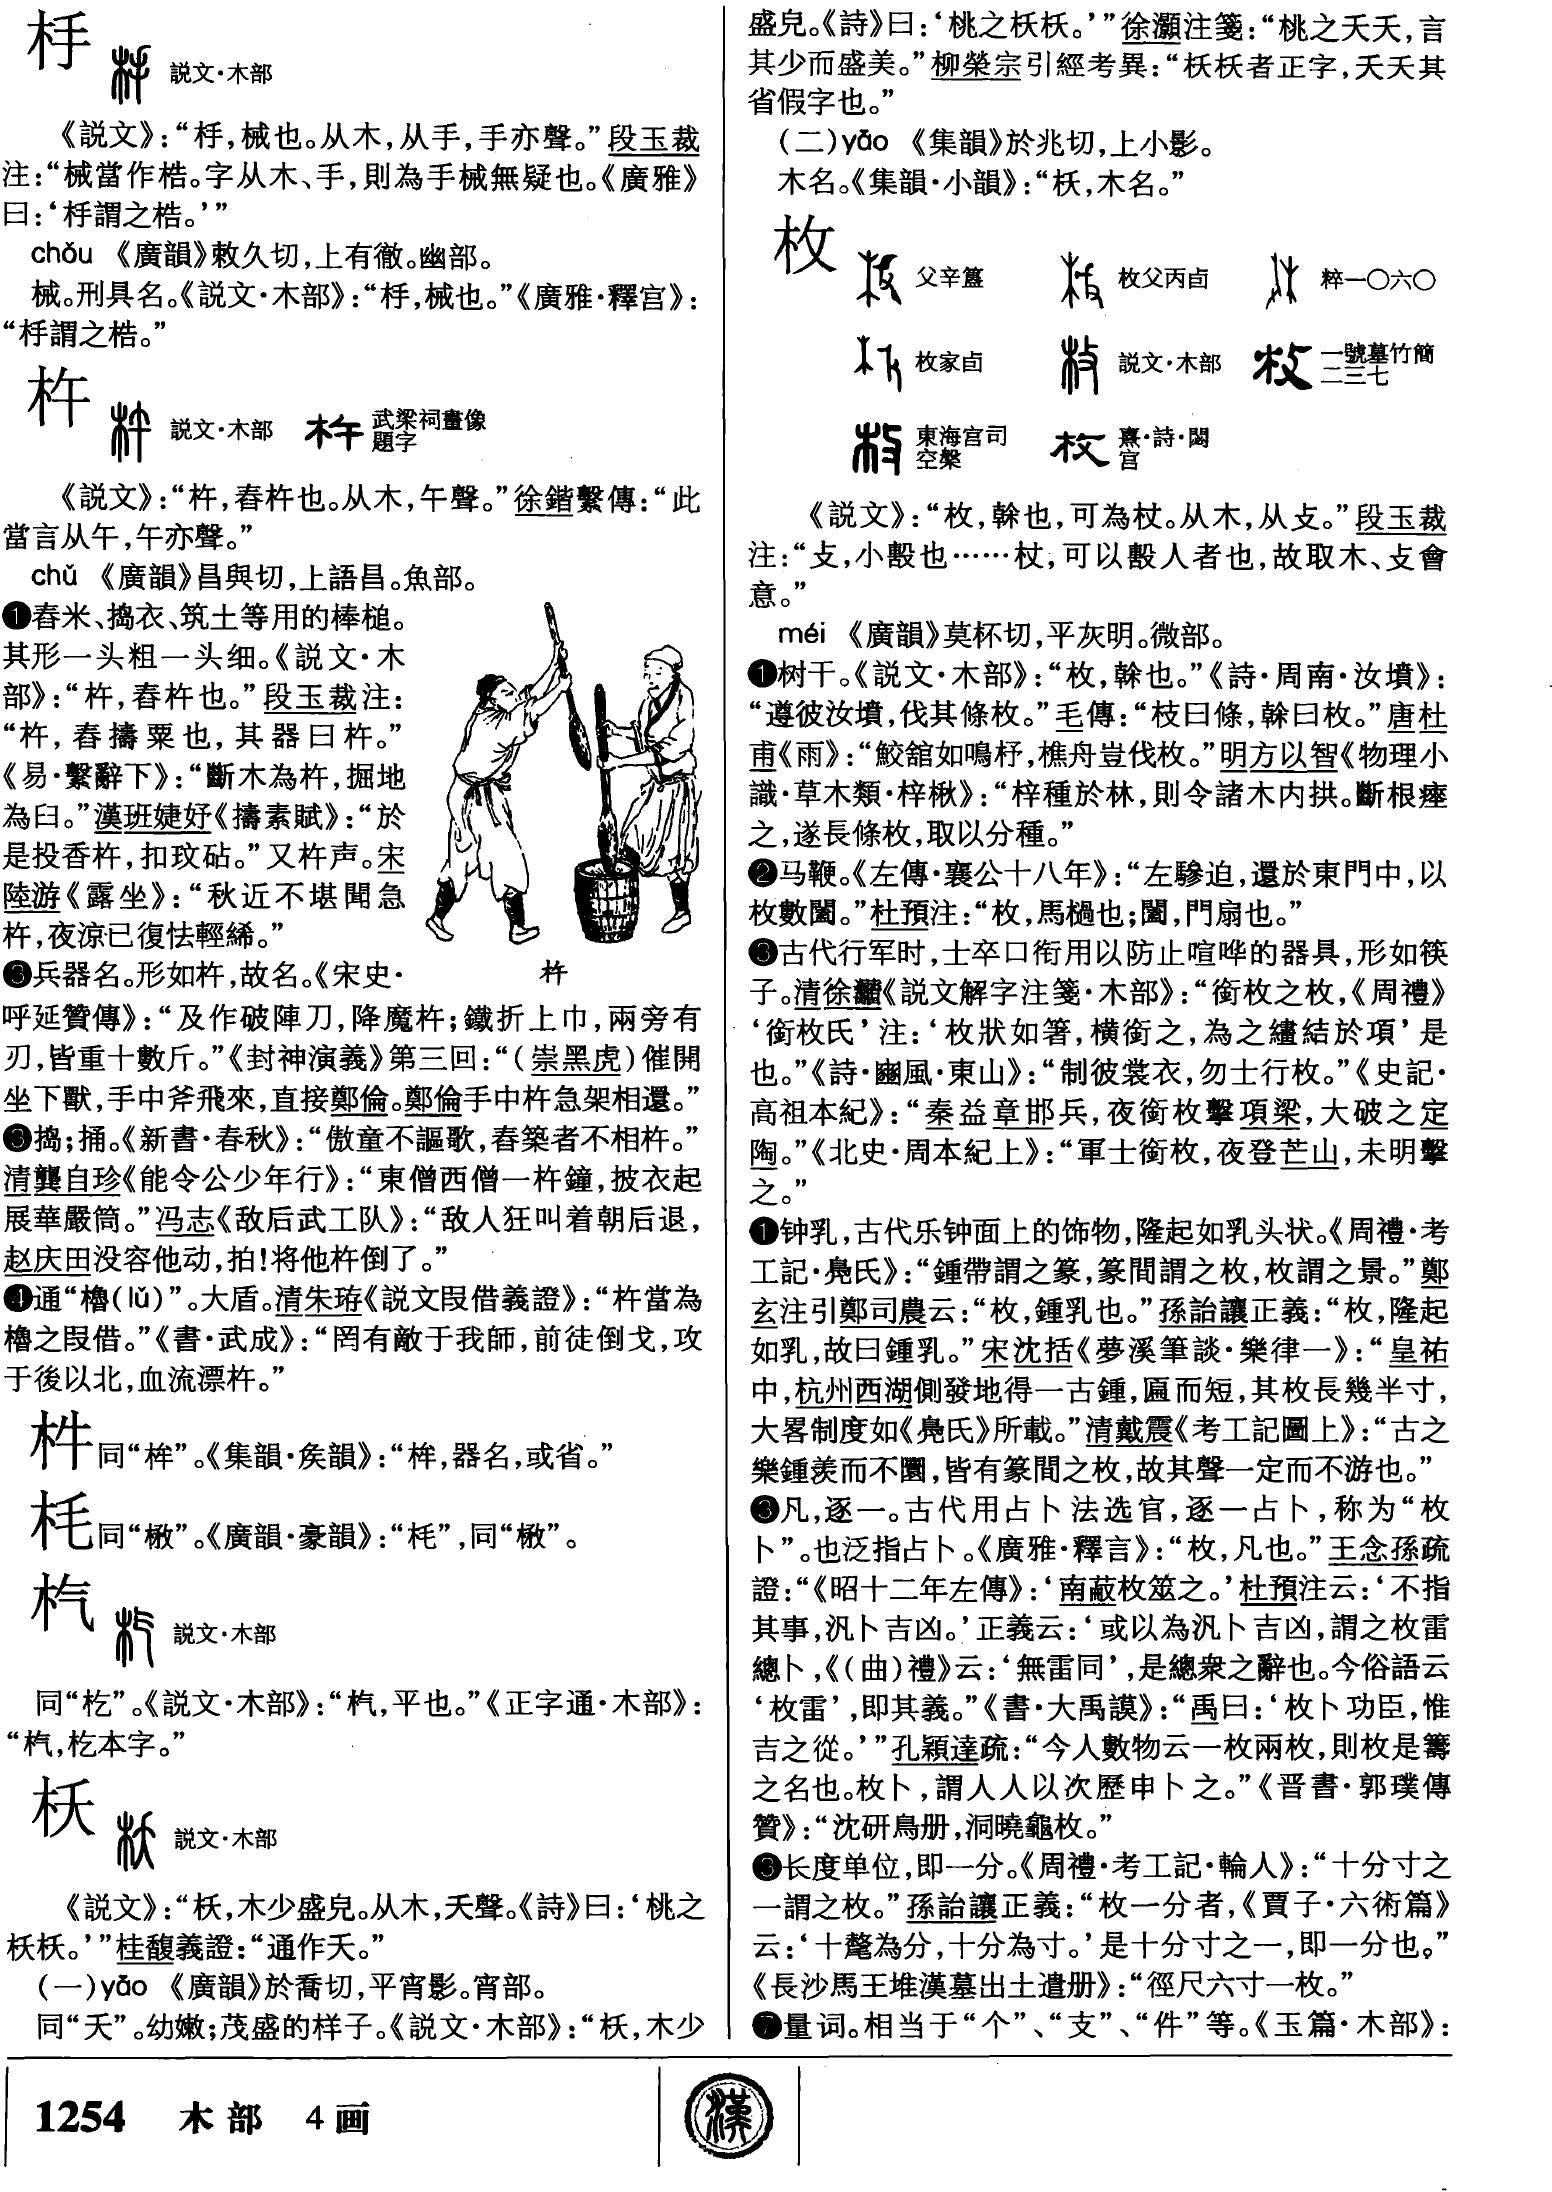 杽
説文·木部
《説文》：“杽，械也。从木，从手，手亦聲。”段玉裁
注：“械當作梏。字从木、手，則為手械無疑也。《廣雅》
曰：‘杽謂之梏。’”
chǒu 《廣韻》敕久切，上有徹。幽部。
械。刑具名。《説文·木部》：“杽，械也。”《廣雅·釋宫》：
“杽謂之梏。”
杵
説文·木部 武梁祠畫像
題字
《説文》：“杵，舂杵也。从木，午聲。”徐鍇繫傳：“此
當言从午，午亦聲。”
chǔ 《廣韻》昌與切，上語昌。魚部。
❶舂米、捣衣、筑土等用的棒槌。
其形一头粗一头细。《説文·木
部》：“杵，舂杵也。”段玉裁注：
“杵，舂擣粟也，其器曰杵。”
《易·繫辭下》：“斷木為杵，掘地
為臼。”漢班婕妤《擣素賦》：“於
是投香杵，扣玟砧。”又杵声。宋
陸游《露坐》：“秋近不堪聞急
杵，夜涼已復怯輕絺。”
❸兵器名。形如杵，故名。《宋史·
杵
呼延贊傳》：“及作破陣刀，降魔杵；鐵折上巾，兩旁有
刃，皆重十數斤。”《封神演義》第三回：“（崇黑虎）催開
坐下獸，手中斧飛來，直接鄭倫。鄭倫手中杵急架相還。”
❸捣；捅。《新書·春秋》：“傲童不謳歌，舂築者不相杵。”
清龔自珍《能令公少年行》：“東僧西僧一杵鐘，披衣起
展華嚴筒。”冯志《敌后武工队》：“敌人狂叫着朝后退，
赵庆田没容他动，拍！将他杵倒了。”
❹通“櫓（lǔ）”。大盾。清朱珔《説文叚借義證》：“杵當為
櫓之叚借。”《書·武成》：“罔有敵于我師，前徒倒戈，攻
于後以北，血流漂杵。”
㭌同“桙”。《集韻·矦韻》：“桙，器名，或省。”
枆同“橵”。《廣韻·豪韻》：“枆”，同“橵”。
㭈
説文·木部
同“杚”。《説文·木部》：“㭈，平也。”《正字通·木部》：
“㭈，杚本字。”
枖
説文·木部
《説文》：“枖，木少盛皃。从木，夭聲。《詩》曰：‘桃之
枖枖。’”桂馥義證：“通作夭。”
（一）yāo 《廣韻》於喬切，平宵影。宵部。
同“夭”。幼嫩；茂盛的样子。《説文·木部》：“枖，木少
盛皃。《詩》曰：‘桃之枖枖。’”徐灝注箋：“桃之夭夭，言
其少而盛美。”柳榮宗引經考異：“枖枖者正字，夭夭其
省假字也。”
（二）yǎo 《集韻》於兆切，上小影。
木名。《集韻·小韻》：“枖，木名。”
枚
父辛簋 枚父丙卣 粹一〇六〇
枚家卣 説文·木部 一號墓竹簡
二三七
東海宫司
空槃 熹·詩·閟
宫
《説文》：“枚，榦也，可為杖。从木，从攴。”段玉裁
注：“攴，小毄也……杖，可以毄人者也，故取木、攴會
意。”
méi 《廣韻》莫杯切，平灰明。微部。
❶树干。《説文·木部》：“枚，榦也。”《詩·周南·汝墳》：
“遵彼汝墳，伐其條枚。”毛傳：“枝曰條，榦曰枚。”唐杜
甫《雨》：“鮫舘如鳴杼，樵舟豈伐枚。”明方以智《物理小
識·草木類·梓楸》：“梓種於林，則令諸木内拱。斷根瘞
之，遂長條枚，取以分種。”
❷马鞭。《左傳·襄公十八年》：“左驂迫，還於東門中，以
枚數闔。”杜預注：“枚，馬檛也；闔，門扇也。”
❸古代行军时，士卒口衔用以防止喧哗的器具，形如筷
子。清徐灝《説文解字注箋·木部》：“銜枚之枚，《周禮》
‘銜枚氏’注：‘枚狀如箸，横銜之，為之繣結於項’是
也。”《詩·豳風·東山》：“制彼裳衣，勿士行枚。”《史記·
高祖本紀》：“秦益章邯兵，夜銜枚擊項梁，大破之定
陶。”《北史·周本紀上》：“軍士銜枚，夜登芒山，未明擊
之。”
❶钟乳，古代乐钟面上的饰物，隆起如乳头状。《周禮·考
工記·鳧氏》：“鍾帶謂之篆，篆間謂之枚，枚謂之景。”鄭
玄注引鄭司農云：“枚，鍾乳也。”孫詒讓正義：“枚，隆起
如乳，故曰鍾乳。”宋沈括《夢溪筆談·樂律一》：“皇祐
中，杭州西湖側發地得一古鍾，匾而短，其枚長幾半寸，
大畧制度如《鳧氏》所載。”清戴震《考工記圖上》：“古之
樂鍾羨而不圜，皆有篆間之枚，故其聲一定而不游也。”
❸凡，逐一。古代用占卜法选官，逐一占卜，称为“枚
卜”。也泛指占卜。《廣雅·釋言》：“枚，凡也。”王念孫疏
證：“《昭十二年左傳》：‘南蒯枚筮之。’杜預注云：‘不指
其事，汎卜吉凶。’正義云：‘或以為汎卜吉凶，謂之枚雷
總卜，《（曲）禮》云：‘無雷同’，是總衆之辭也。今俗語云
‘枚雷’，即其義。”《書·大禹謨》：“禹曰：‘枚卜功臣，惟
吉之從。’”孔穎達疏：“今人數物云一枚兩枚，則枚是籌
之名也。枚卜，謂人人以次歷申卜之。”《晋書·郭璞傳
贊》：“沈研鳥册，洞曉龜枚。”
❸长度单位，即一分。《周禮·考工記·輪人》：“十分寸之
一謂之枚。”孫詒讓正義：“枚一分者，《賈子·六術篇》
云：‘十氂為分，十分為寸。’是十分寸之一，即一分也。”
《長沙馬王堆漢墓出土遣册》：“徑尺六寸一枚。”
❼量词。相当于“个”、“支”、“件”等。《玉篇·木部》：
1254 木部 4画
漢